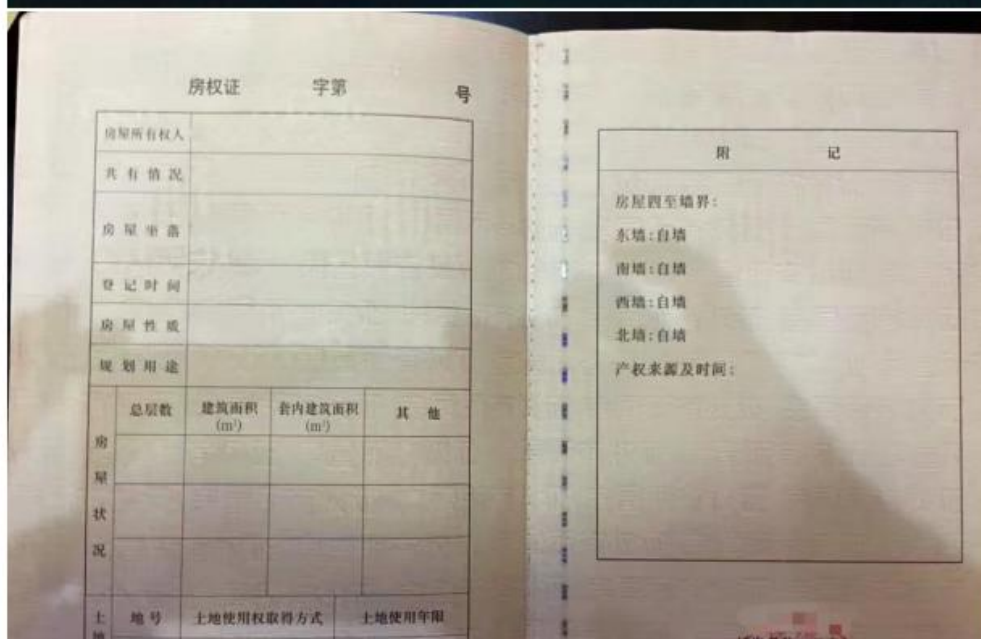 房权证 字第 号
房屋所有权人
共有情况
房屋坐落
登记时间
房屋性质
规划用途
房屋状况
总层数 建筑面积 套内建筑面积 其他
(m²) (m²)
土地
地号 土地使用权取得方式 土地使用年限
附 记
房屋四至墙界:
东墙:自墙
南墙:自墙
西墙:自墙
北墙:自墙
产权来源及时间: